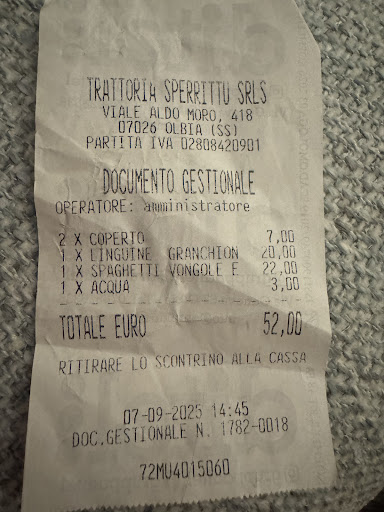 TRATTORIA SPERRITTU SRLS
VIALE ALDO MORO, 418
07026 OLBIA (SS)
PARTITA IVA 02808420901
DOCUMENTO GESTIONALE
OPERATORE: amministratore
2 X COPERTO 7,00
1 X LINGUINE GRANCHION 20,00
1 X SPAGHETTI VONGOLE E 22,00
1 X ACQUA 3,00
TOTALE EURO 52,00
RITIRARE LO SCONTRINO ALLA CASSA
07-09-2025 14:45
DOC.GESTIONALE N. 1782-0018
72MU4015060